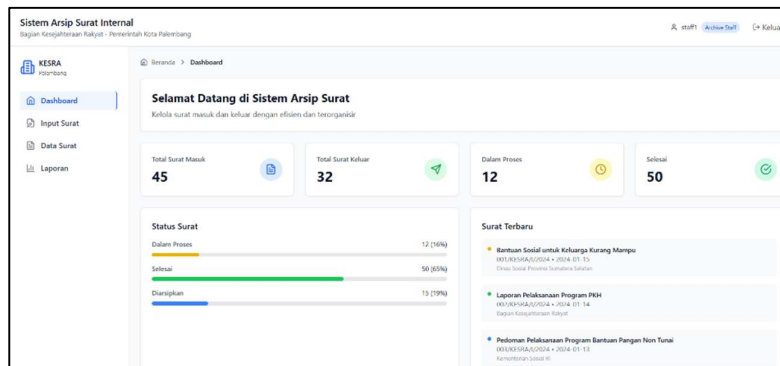 Sistem Arsip Surat Internal
Bagian Kesejahteraan Rakyat - Pemerintah Kota Palembang
staff1 Archive Staff Kelua
KESRA
Palembang
Dashboard
Input Surat
Data Surat
Laporan
Beranda > Dashboard
Selamat Datang di Sistem Arsip Surat
Kelola surat masuk dan keluar dengan efisien dan terorganisir
Total Surat Masuk
45
Total Surat Keluar
32
Dalam Proses
12
Selesai
50
Status Surat
Dalam Proses 12 (16%)
Selesai 50 (65%)
Diarsipkan 15 (19%)
Surat Terbaru
Bantuan Sosial untuk Keluarga Kurang Mampu
001/KESRA/I/2024 • 2024-01-15
Dinas Sosial Provinsi Sumatera Selatan
Laporan Pelaksanaan Program PKH
002/KESRA/I/2024 • 2024-01-14
Bagian Kesejahteraan Rakyat
Pedoman Pelaksanaan Program Bantuan Pangan Non Tunai
003/KESRA/I/2024 • 2024-01-13
Kementerian Sosial RI